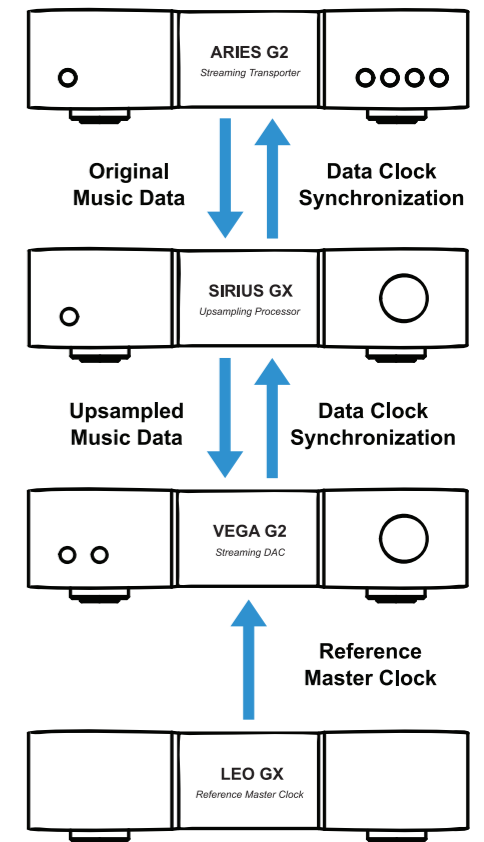 ARIES G2
Streaming Transporter
Original
Music Data
Data Clock
Synchronization
SIRIUS GX
Upsampling Processor
Upsampled
Music Data
Data Clock
Synchronization
VEGA G2
Streaming DAC
Reference
Master Clock
LEO GX
Reference Master Clock